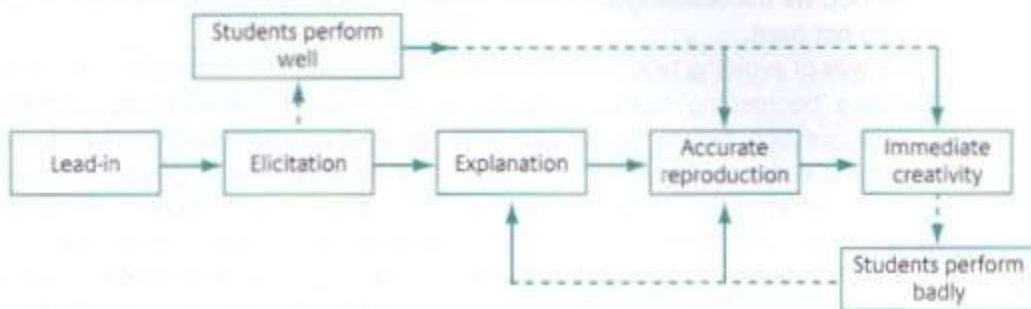 Students perform
well
Lead-in
Elicitation
Explanation
Accurate
reproduction
Immediate
creativity
Students perform
badly